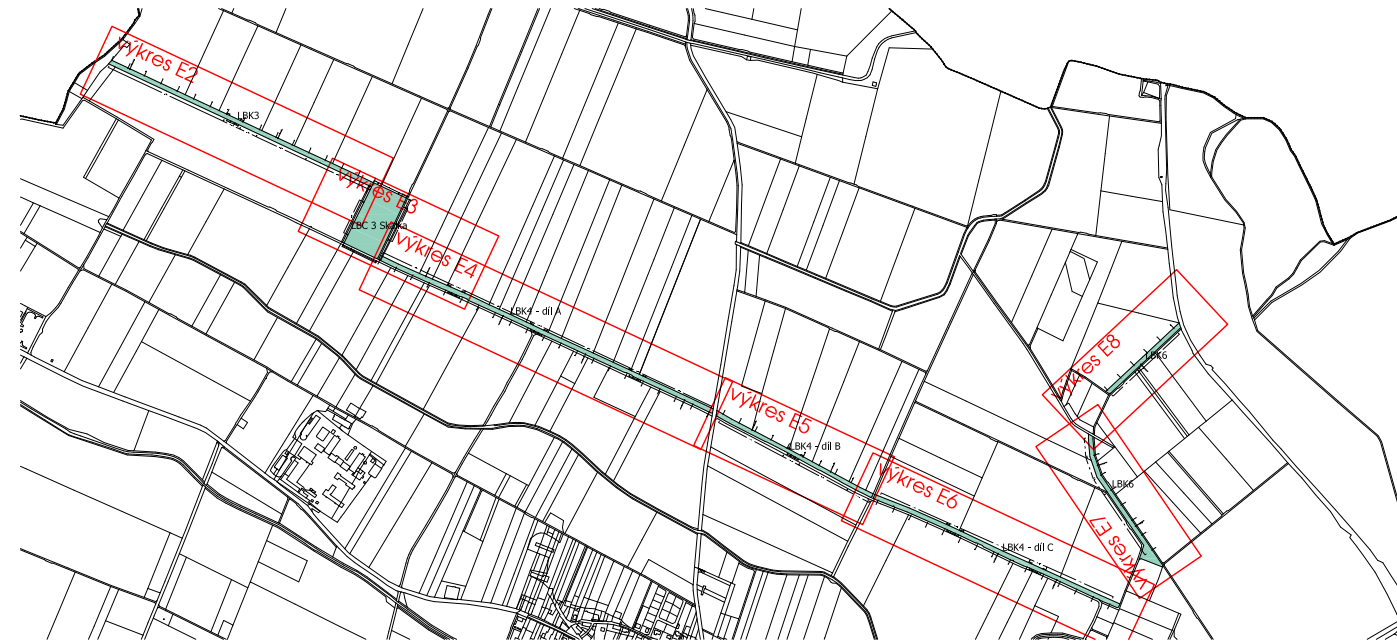 výkres E2
LBK3
výkres E3
LBC 3 Skalka
výkres E4
LBK4 - díl A
výkres E5
LBK4 - díl B
výkres E6
LBK4 - díl C
výkres E8
LBK6
LBK6
výkres E7